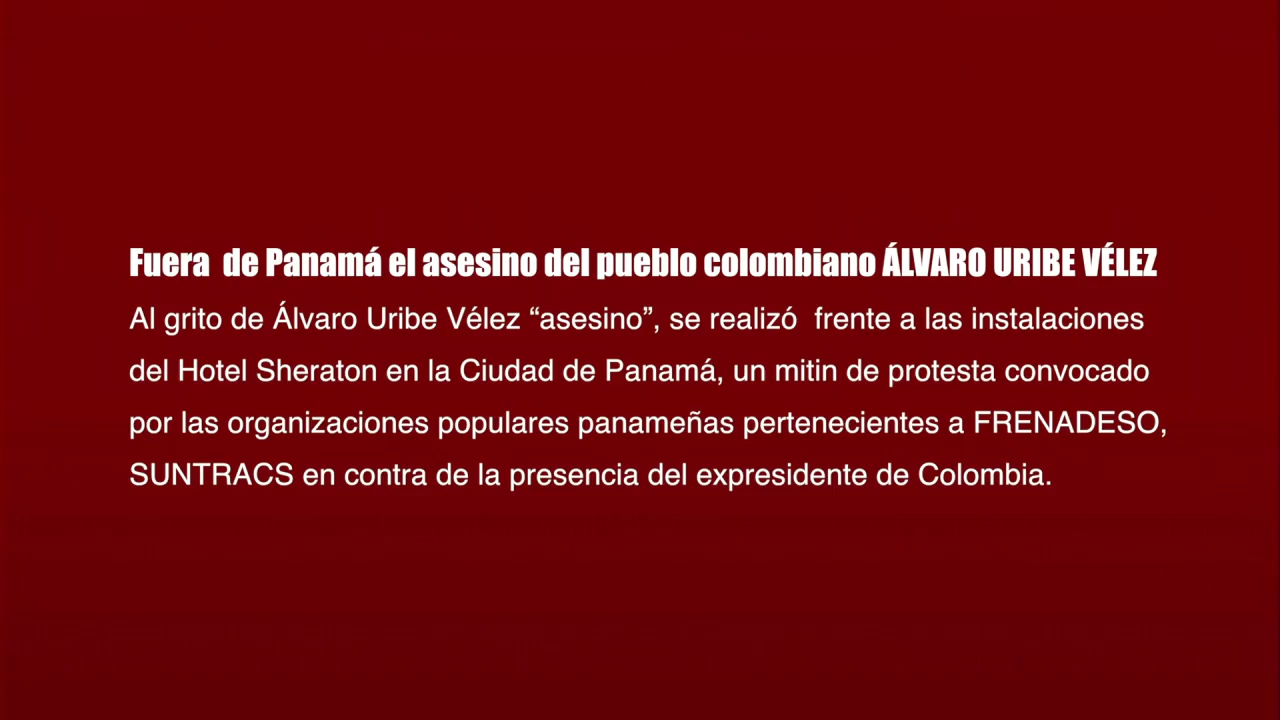 Fuera  de Panamá el asesino del pueblo colombiano ÁLVARO URIBE VÉLEZ
Al grito de Álvaro Uribe Vélez “asesino”, se realizó  frente a las instalaciones
del Hotel Sheraton en la Ciudad de Panamá, un mitin de protesta convocado
por las organizaciones populares panameñas pertenecientes a FRENADESO,
SUNTRACS en contra de la presencia del expresidente de Colombia.